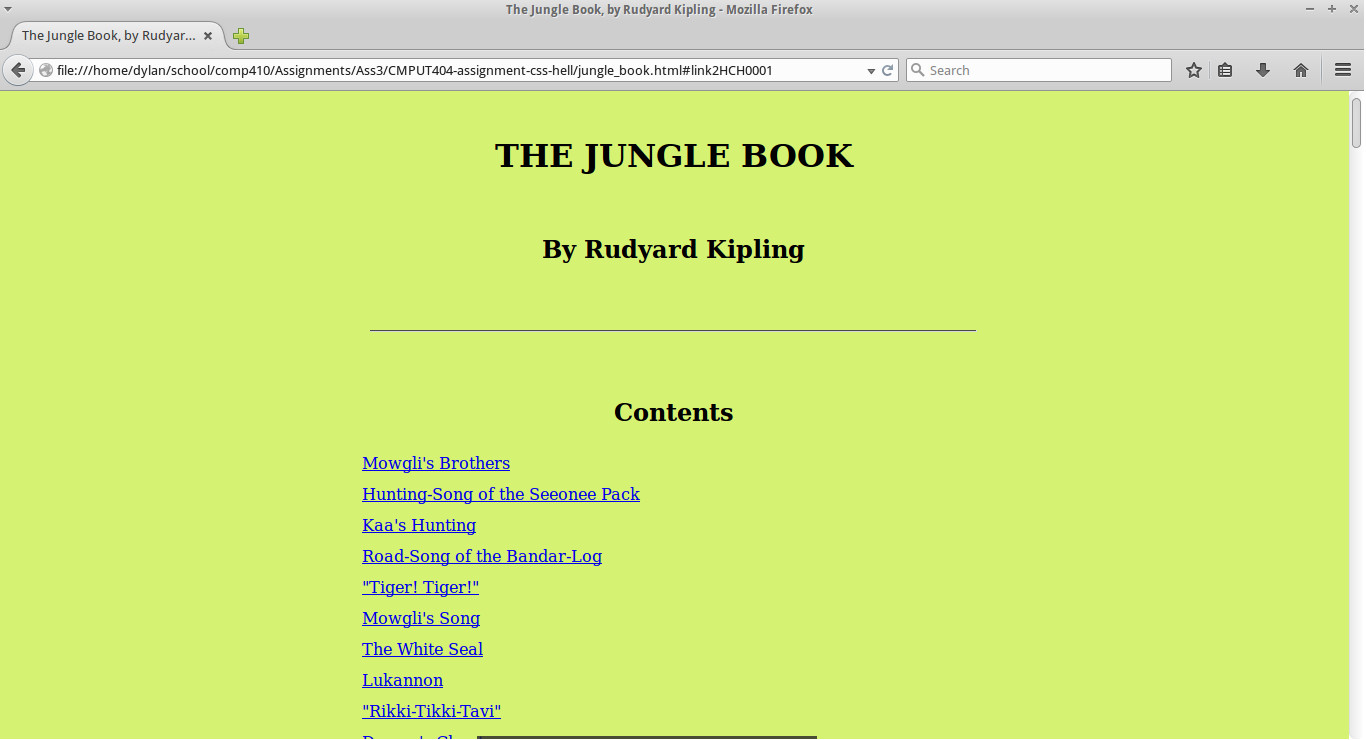 The Jungle Book, by Rudyard Kipling - Mozilla Firefox
The Jungle Book, by Rudyar...
file:///home/dylan/school/comp410/Assignments/Ass3/CMPUT404-assignment-css-hell/jungle_book.html#link2HCH0001
Search
THE JUNGLE BOOK
By Rudyard Kipling
Contents
Mowgli's Brothers
Hunting-Song of the Seeonee Pack
Kaa's Hunting
Road-Song of the Bandar-Log
"Tiger! Tiger!"
Mowgli's Song
The White Seal
Lukannon
"Rikki-Tikki-Tavi"